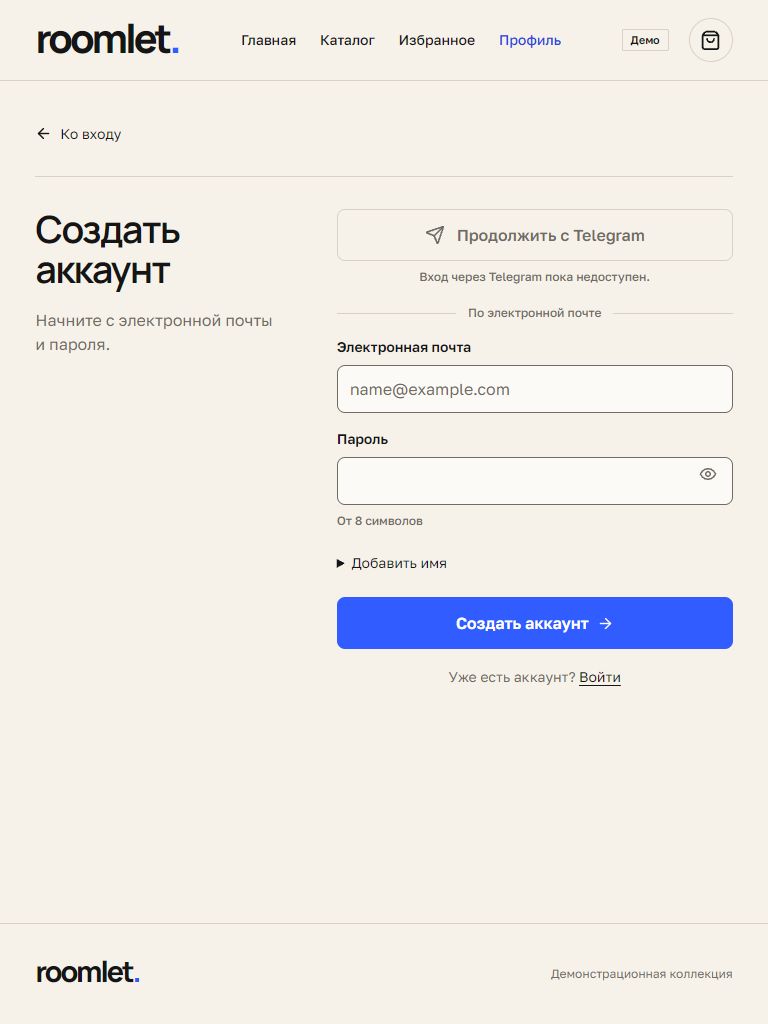 roomlet.
Главная Каталог Избранное Профиль Демо
Ко входу
Создать
аккаунт
Начните с электронной почты
и пароля.
Продолжить с Telegram
Вход через Telegram пока недоступен.
По электронной почте
Электронная почта
name@example.com
Пароль
От 8 символов
Добавить имя
Создать аккаунт
Уже есть аккаунт? Войти
roomlet.
Демонстрационная коллекция